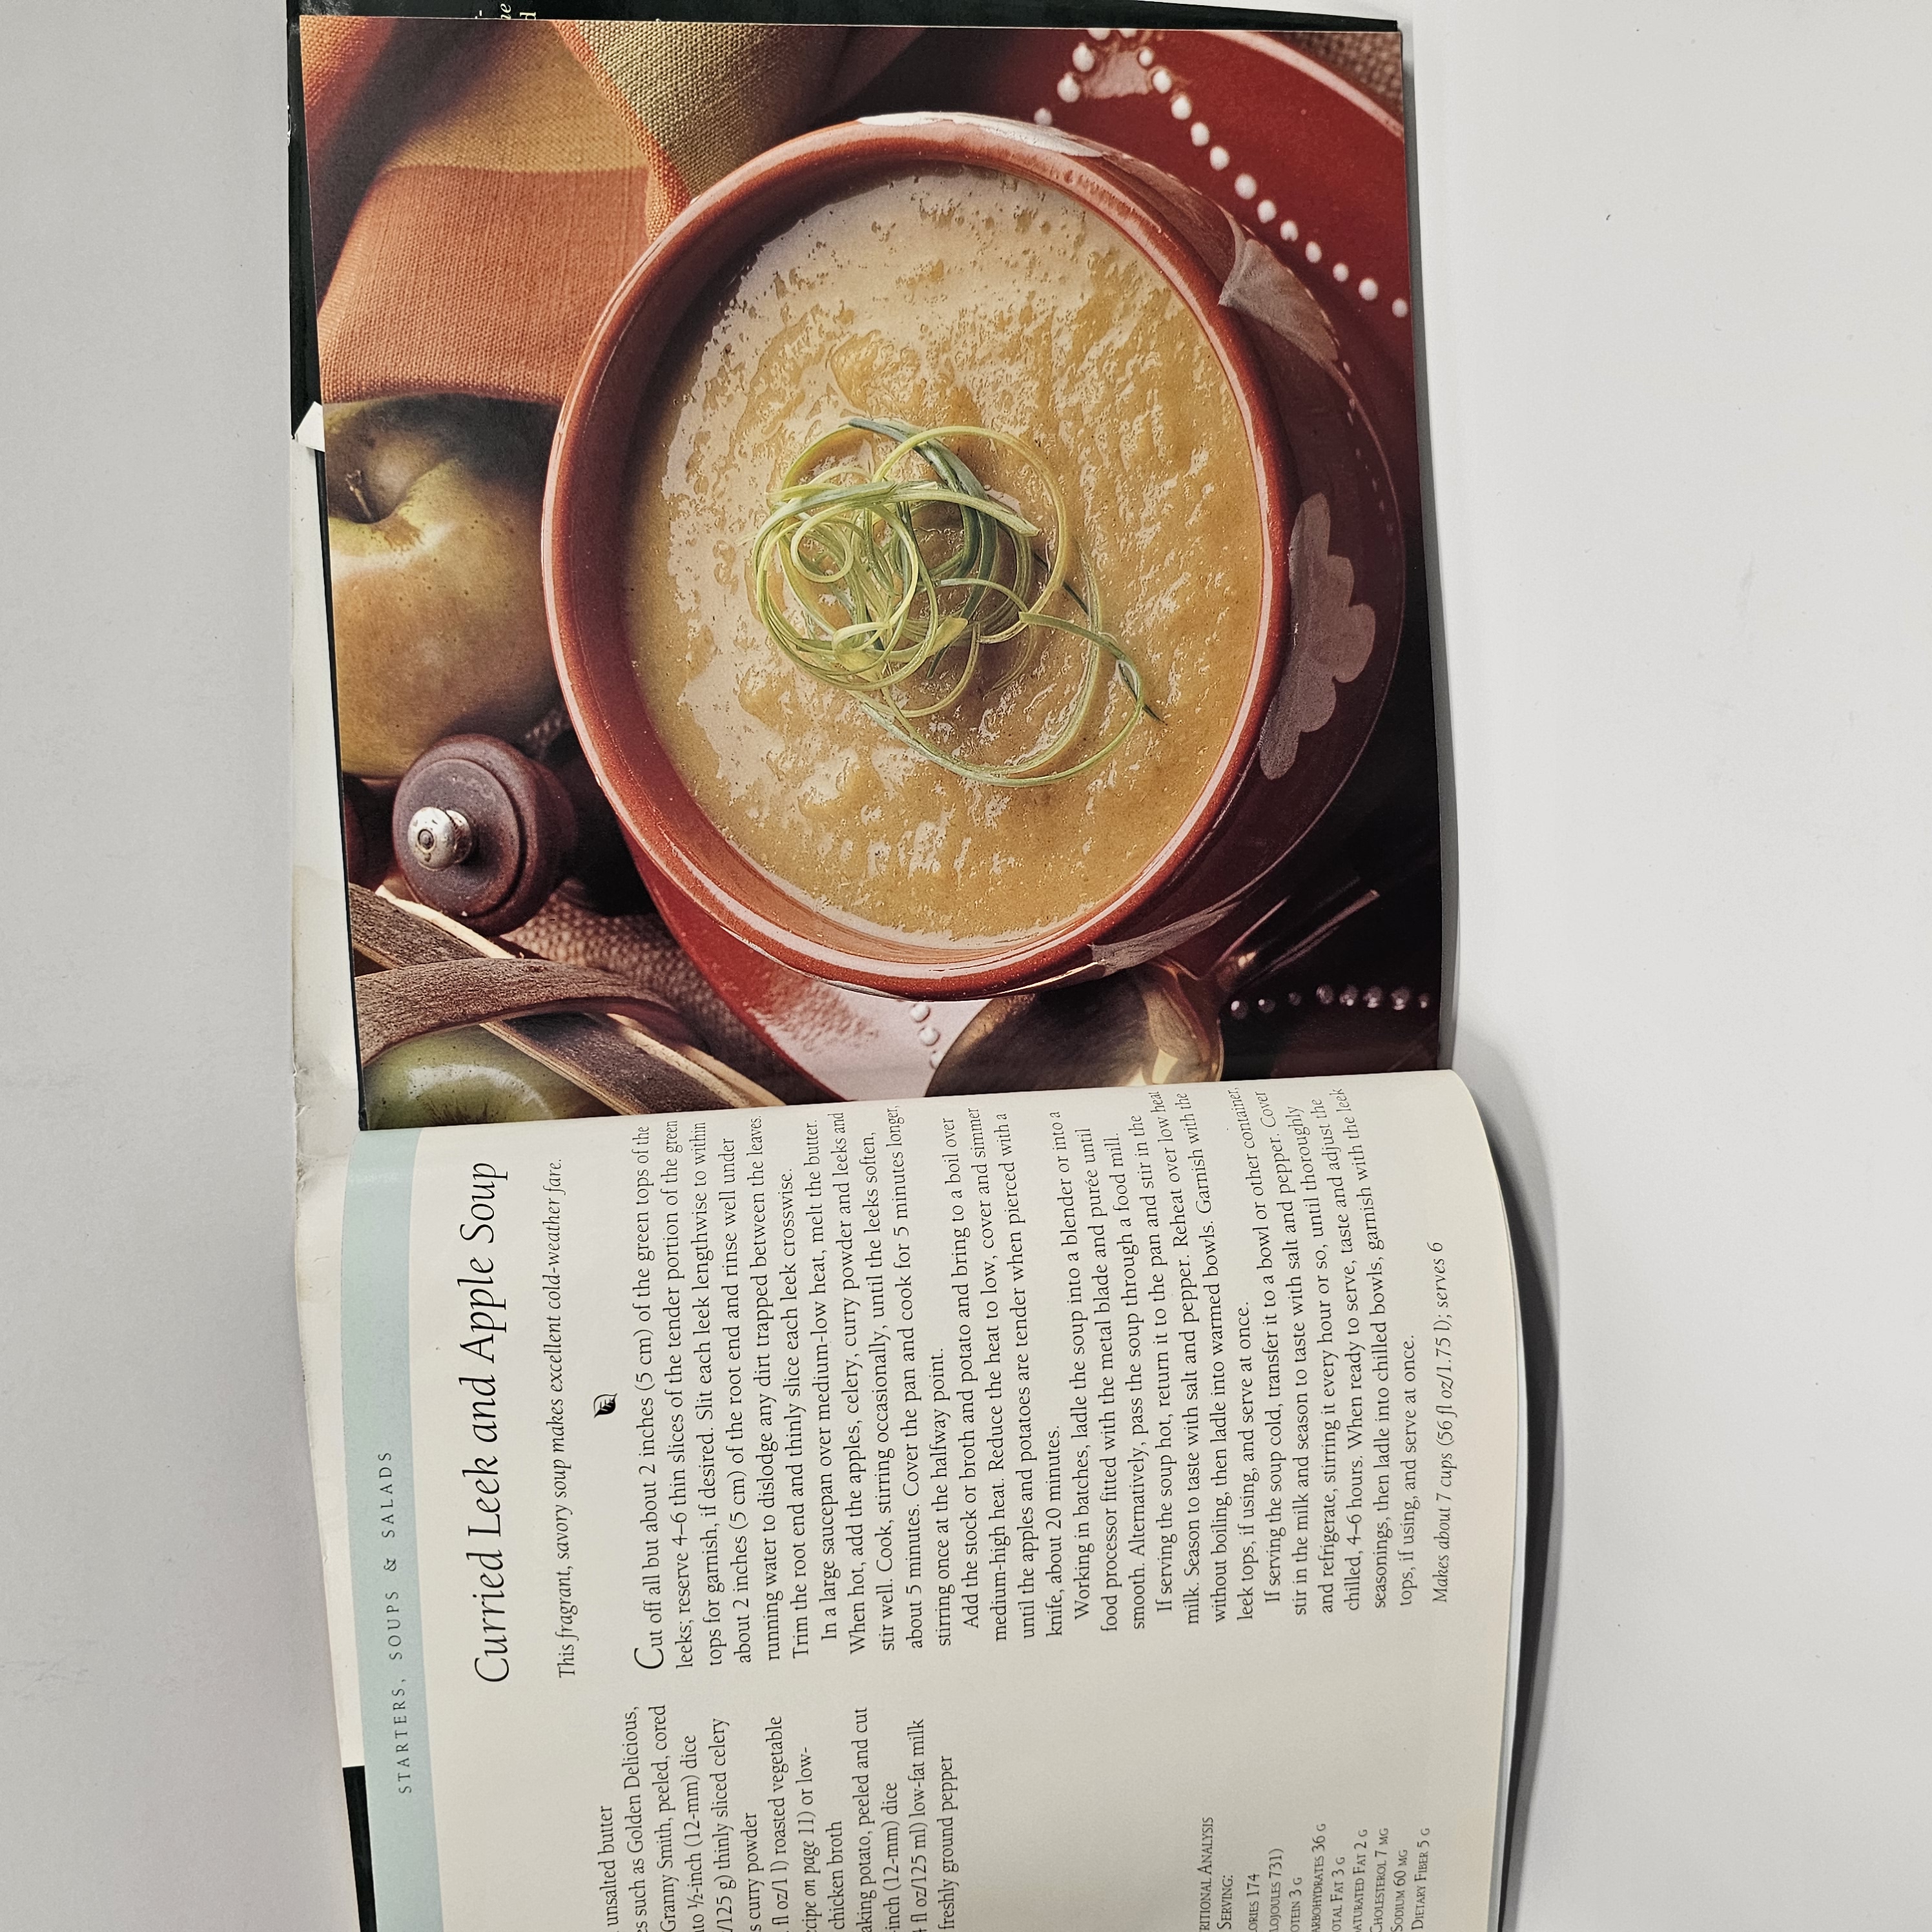 STARTERS, SOUPS & SALADS
Curried Leek and Apple Soup
This fragrant, savory soup makes excellent cold-weather fare.
unsalted butter
such as Golden Delicious,
Granny Smith, peeled, cored
½-inch (12-mm) dice
/125 g) thinly sliced celery
curry powder
fl oz/1 l) roasted vegetable
on page 11) or low-
chicken broth
potato, peeled and cut
-inch (12-mm) dice
fl oz/125 ml) low-fat milk
freshly ground pepper
ANALYSIS
SERVING:
174
731)
3 G
36 G
FAT 3 G
FAT 2 G
CHOLESTEROL 7 MG
SODIUM 60 MG
DIETARY FIBER 5 G
Cut off all but about 2 inches (5 cm) of the green tops of the
leeks; reserve 4–6 thin slices of the tender portion of the green
tops for garnish, if desired. Slit each leek lengthwise to within
about 2 inches (5 cm) of the root end and rinse well under
running water to dislodge any dirt trapped between the leaves.
Trim the root end and thinly slice each leek crosswise.
In a large saucepan over medium-low heat, melt the butter.
When hot, add the apples, celery, curry powder and leeks and
stir well. Cook, stirring occasionally, until the leeks soften,
about 5 minutes. Cover the pan and cook for 5 minutes longer,
stirring once at the halfway point.
Add the stock or broth and potato and bring to a boil over
medium-high heat. Reduce the heat to low, cover and simmer
until the apples and potatoes are tender when pierced with a
knife, about 20 minutes.
Working in batches, ladle the soup into a blender or into a
food processor fitted with the metal blade and purée until
smooth. Alternatively, pass the soup through a food mill.
If serving the soup hot, return it to the pan and stir in the
milk. Season to taste with salt and pepper. Reheat over low heat
without boiling, then ladle into warmed bowls. Garnish with the
leek tops, if using, and serve at once.
If serving the soup cold, transfer it to a bowl or other container,
stir in the milk and season to taste with salt and pepper. Cover
and refrigerate, stirring it every hour or so, until thoroughly
chilled, 4–6 hours. When ready to serve, taste and adjust the
seasonings, then ladle into chilled bowls, garnish with the leek
tops, if using, and serve at once.
Makes about 7 cups (56 fl oz/1.75 l); serves 6